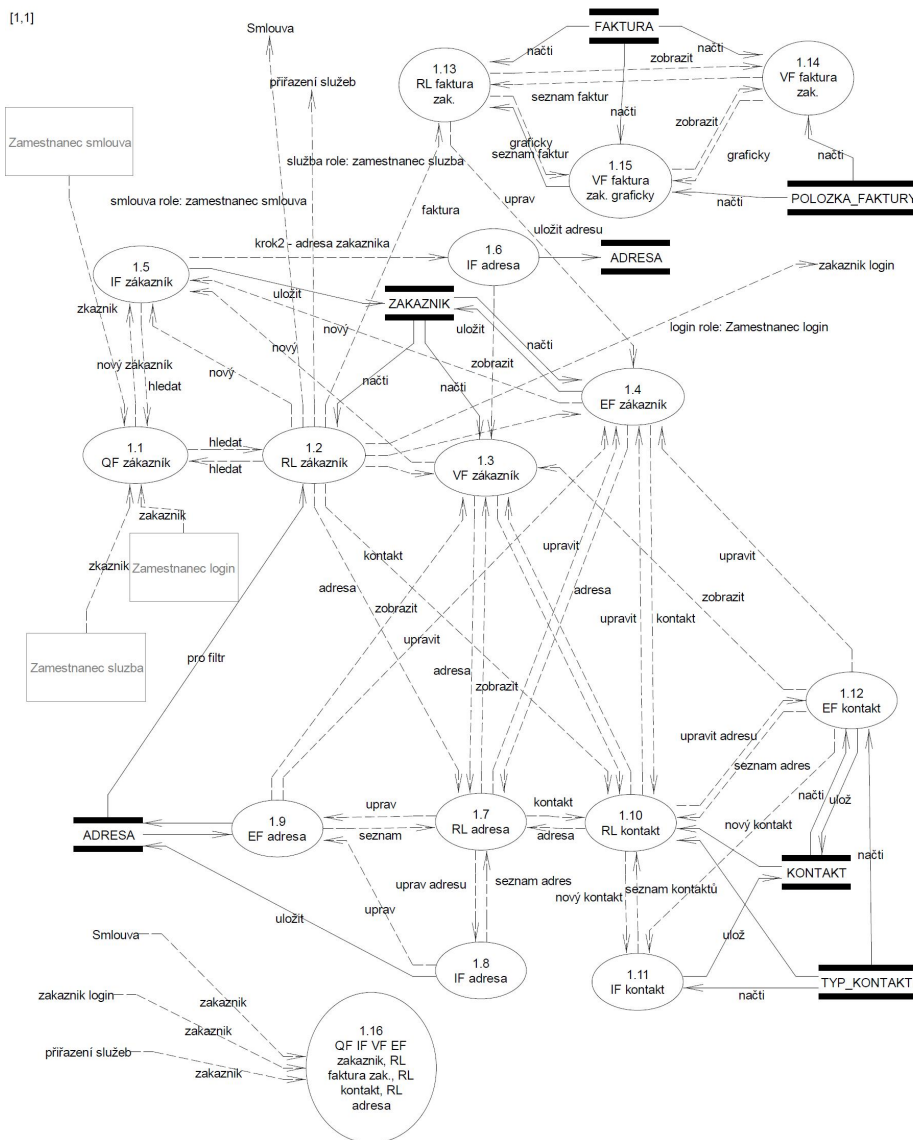 [1,1]
Smlouva
FAKTURA
načti
načti
zobrazit
1.13
RL faktura
zak.
1.14
VF faktura
zak.
přiřazení služeb
seznam faktur
načti
zobrazit
Zamestnanec smlouva
graficky
seznam faktur
služba role: zamestnanec sluzba
graficky
načti
1.15
VF faktura
zak. graficky
smlouva role: zamestnanec smlouva
faktura
uprav
načti
POLOZKA_FAKTURY
uložit adresu
krok2 - adresa zakaznika
1.6
IF adresa
ADRESA
zakaznik login
1.5
IF zákazník
uložit
ZAKAZNIK
zkaznik
nový
uložit
login role: Zamestnanec login
nový
načti
nový zákazník
nový
hledat
načti
načti
zobrazit
1.4
EF zákazník
1.1
QF zákazník
hledat
hledat
1.2
RL zákazník
1.3
VF zákazník
zakaznik
zkaznik
Zamestnanec login
kontakt
upravit
upravit
adresa
zobrazit
adresa
zobrazit
upravit
upravit
kontakt
Zamestnanec sluzba
pro filtr
adresa
zobrazit
1.12
EF kontakt
upravit adresu
seznam adres
načti
ulož
1.9
EF adresa
uprav
seznam
1.7
RL adresa
kontakt
adresa
1.10
RL kontakt
nový kontakt
ADRESA
načti
KONTAKT
uprav adresu
seznam adres
nový kontakt
seznam kontaktů
uložit
uprav
ulož
Smlouva
1.8
IF adresa
1.11
IF kontakt
TYP_KONTAKT
načti
zakaznik login
zakaznik
zakaznik
1.16
QF IF VF EF
zakaznik, RL
faktura zak., RL
kontakt, RL
adresa
přiřazení služeb
zakaznik